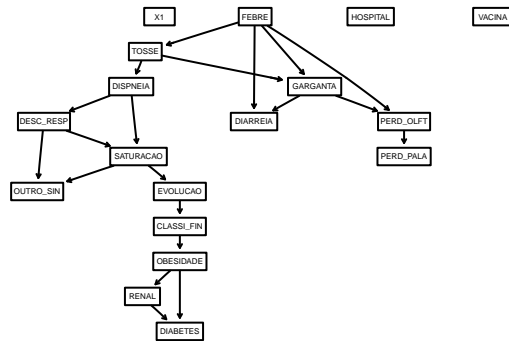 X1 FEBRE HOSPITAL VACINA
TOSSE
DISPNEIA GARGANTA
DESC_RESP DIARREIA PERD_OLFT
SATURACAO PERD_PALA
OUTRO_SIN EVOLUCAO
CLASSI_FIN
OBESIDADE
RENAL
DIABETES